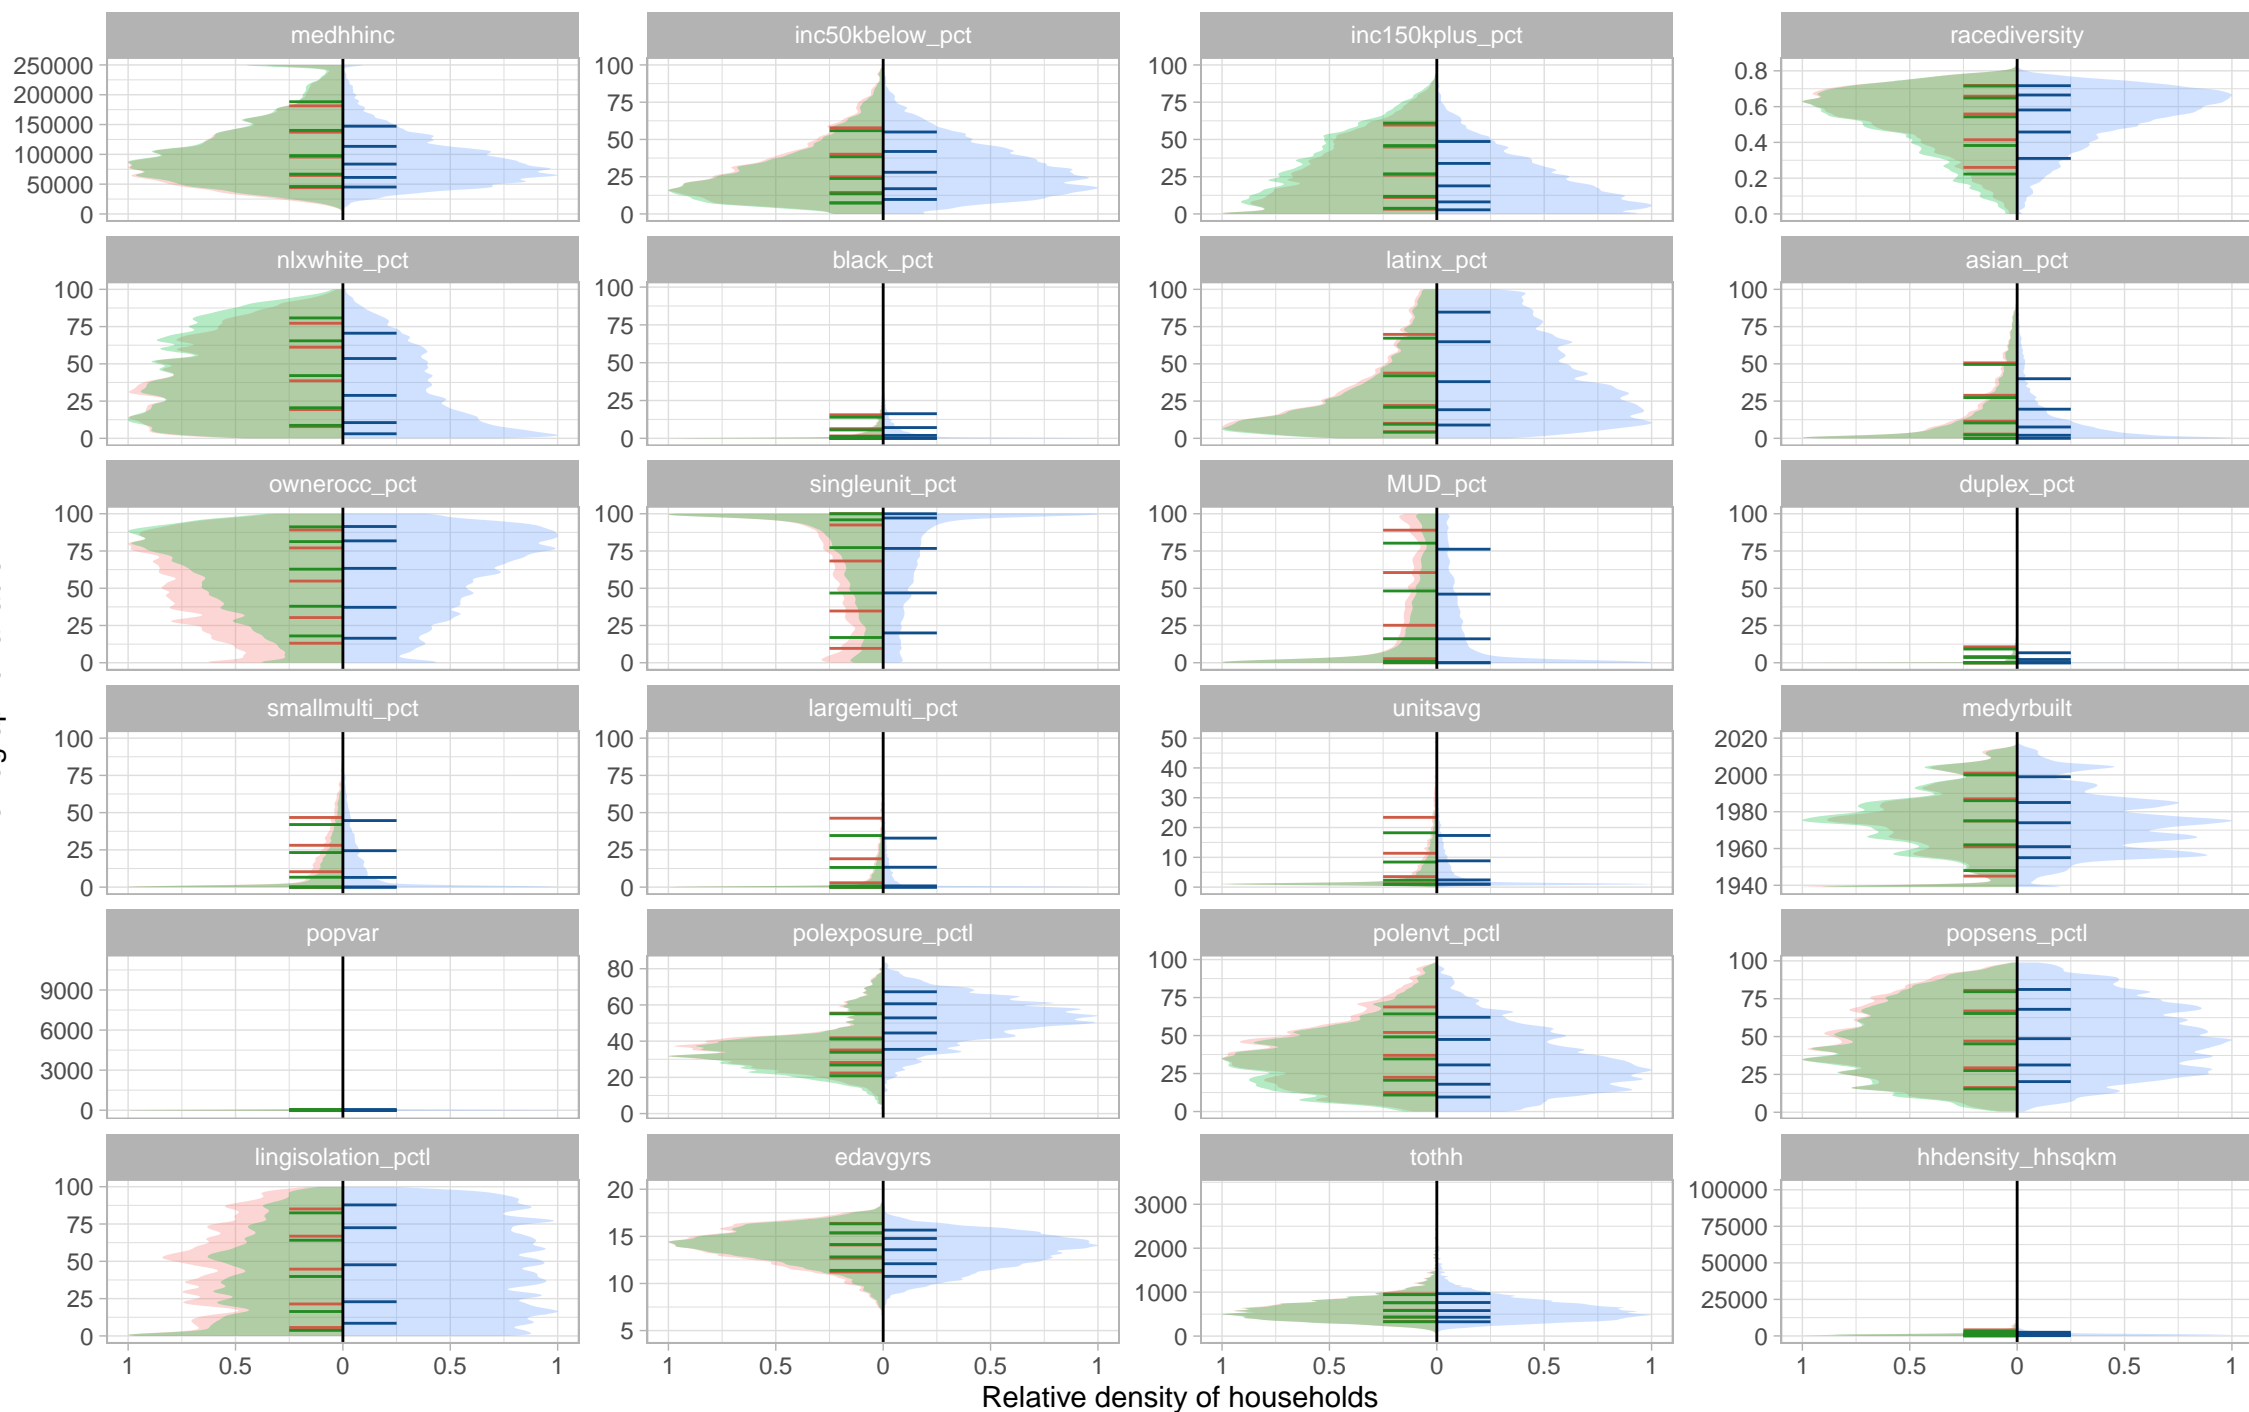 medhhinc inc50kbelow_pct inc150kplus_pct racediversity
250000 200000 150000 100000 50000 0
100 75 50 25 0
100 75 50 25 0
0.8 0.6 0.4 0.2 0.0
nlxwhite_pct black_pct latinx_pct asian_pct
100 75 50 25 0
100 75 50 25 0
100 75 50 25 0
100 75 50 25 0
ownerocc_pct singleunit_pct MUD_pct duplex_pct
100 75 50 25 0
100 75 50 25 0
100 75 50 25 0
100 75 50 25 0
smallmulti_pct largemulti_pct unitsavg medyrbuilt
100 75 50 25 0
100 75 50 25 0
50 40 30 20 10 0
2020 2000 1980 1960 1940
popvar polexposure_pctl polenvt_pctl popsens_pctl
9000 6000 3000 0
80 60 40 20 0
100 75 50 25 0
100 75 50 25 0
lingisolation_pctl edavgyrs tothh hhdensity_hhsqkm
100 75 50 25 0
20 15 10 5
3000 2000 1000 0
100000 75000 50000 25000 0
1 0.5 0 0.5 1 1 0.5 0 0.5 1 1 0.5 0 0.5 1 1 0.5 0 0.5 1
Relative density of households